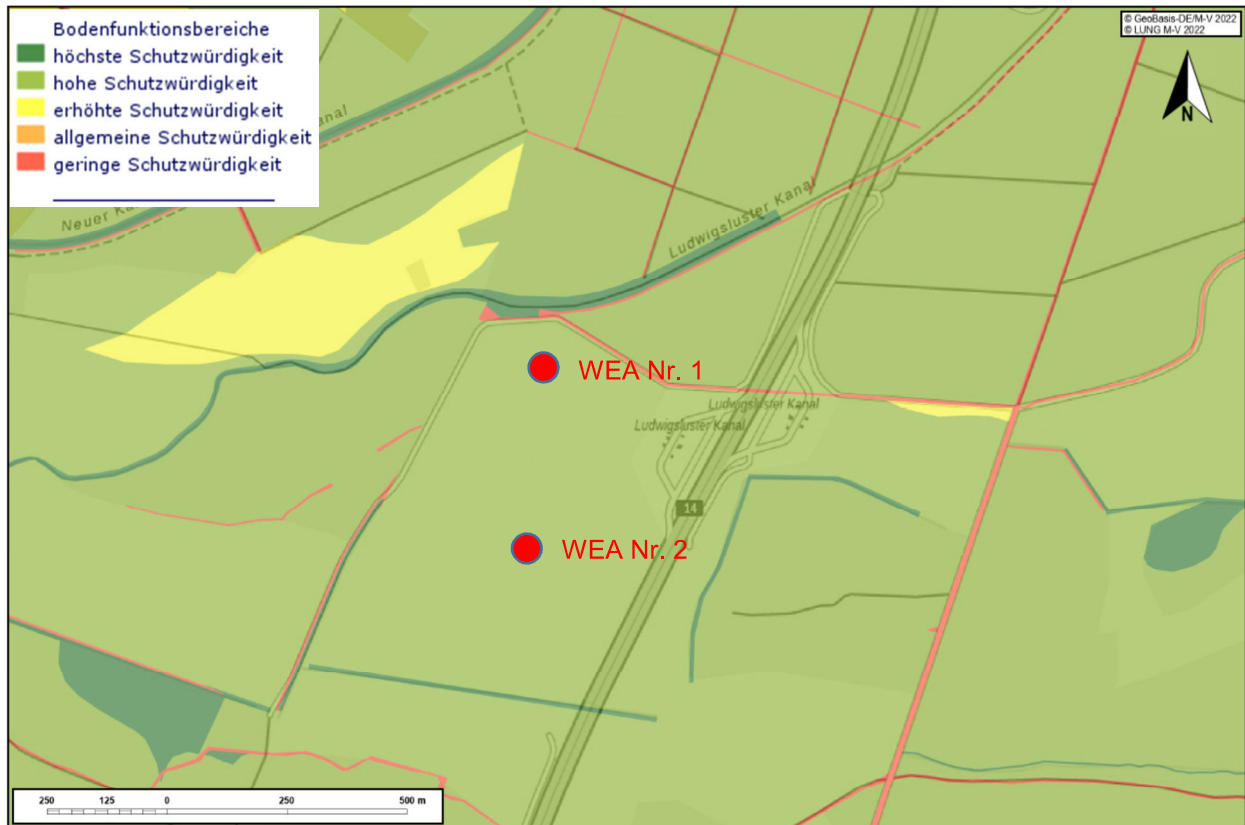 Bodenfunktionsbereiche
höchste Schutzwürdigkeit
hohe Schutzwürdigkeit
erhöhte Schutzwürdigkeit
allgemeine Schutzwürdigkeit
geringe Schutzwürdigkeit
© GeoBasis-DE/M-V 2022
© LUNG M-V 2022
N
Neuer
Ludwigsluster Kanal
WEA Nr. 1
Ludwigsluster Kanal
Ludwigsluster Kanal
14
WEA Nr. 2
250 125 0 250 500 m